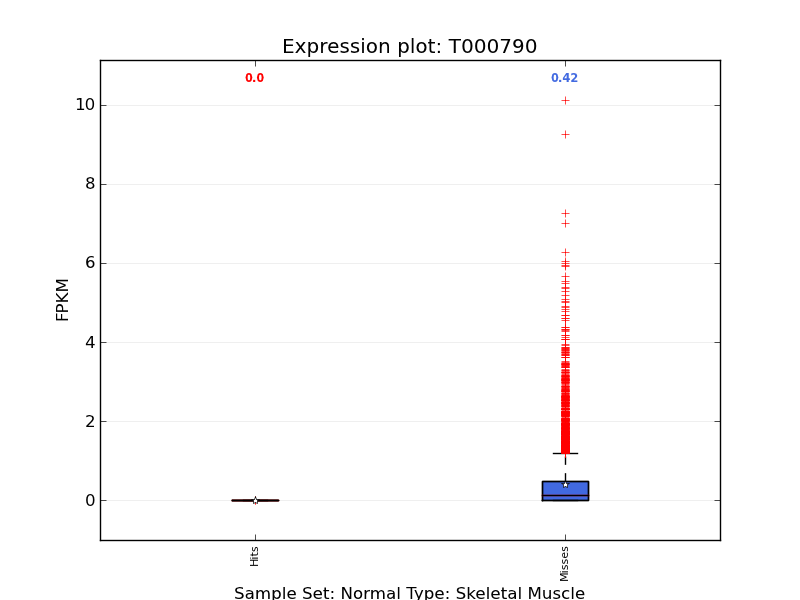 Expression plot: T000790
0.0 0.42
10
8
6
4
2
0
FPKM
Hits
Misses
Sample Set: Normal Type: Skeletal Muscle